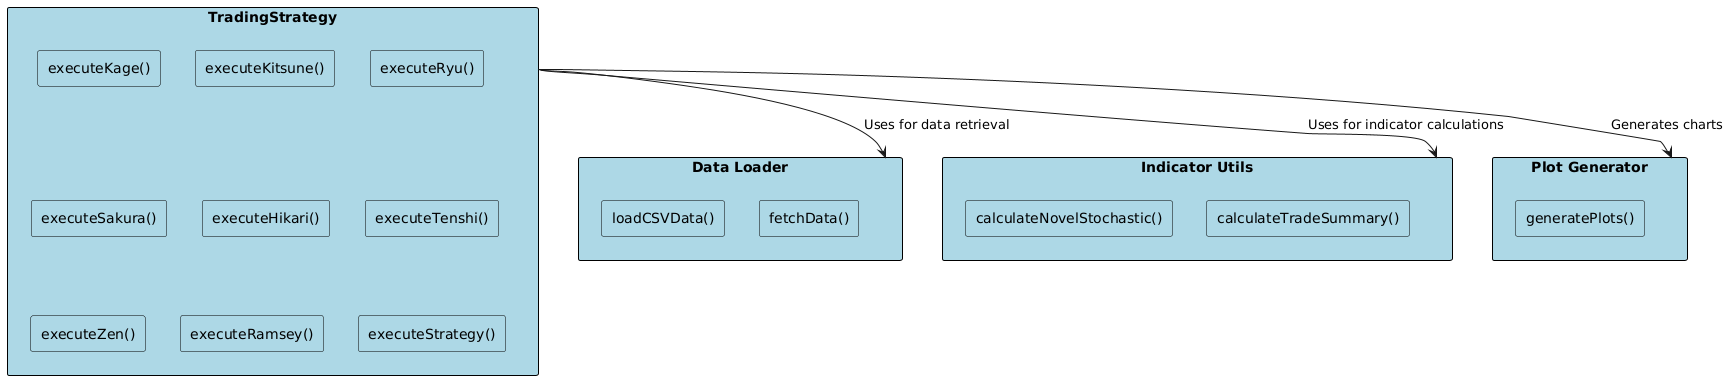 TradingStrategy
executeKage()
executeKitsune()
executeRyu()
executeSakura()
executeHikari()
executeTenshi()
executeZen()
executeRamsey()
executeStrategy()
Uses for data retrieval
Uses for indicator calculations
Generates charts
Data Loader
loadCSVData()
fetchData()
Indicator Utils
calculateNovelStochastic()
calculateTradeSummary()
Plot Generator
generatePlots()